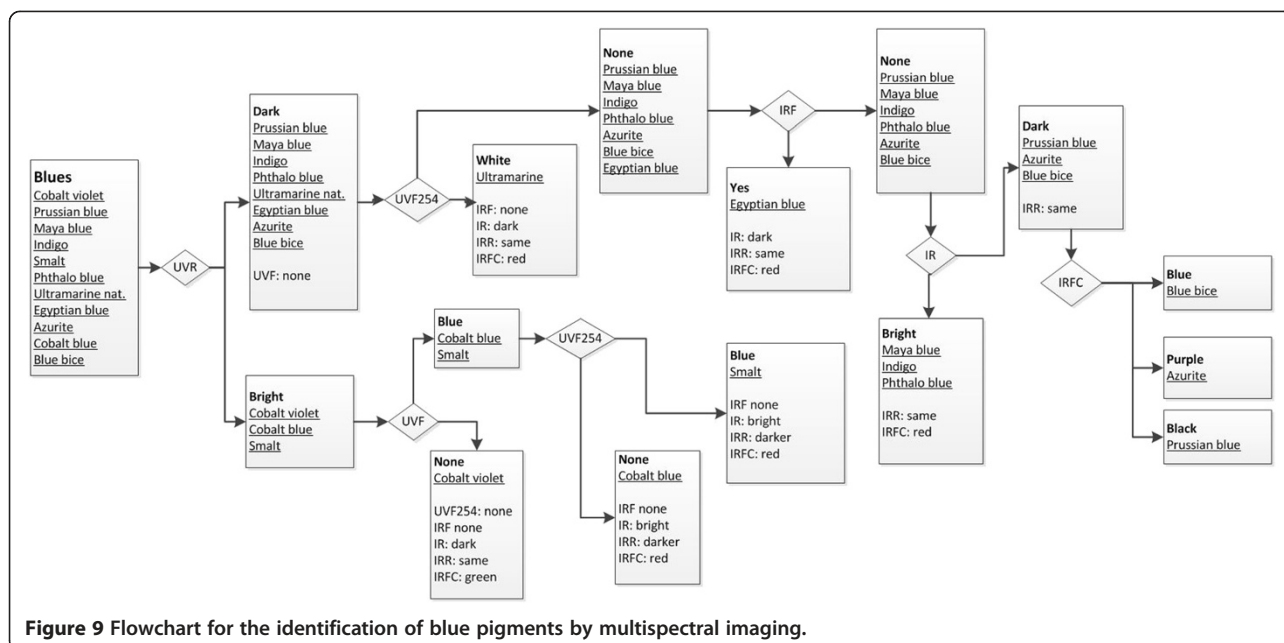 Blues
Cobalt violet
Prussian blue
Maya blue
Indigo
Smalt
Phthalo blue
Ultramarine nat.
Egyptian blue
Azurite
Cobalt blue
Blue bice
UVR
Dark
Prussian blue
Maya blue
Indigo
Phthalo blue
Ultramarine nat.
Egyptian blue
Azurite
Blue bice
UVF: none
UVF254
White
Ultramarine
IRF: none
IR: dark
IRR: same
IRFC: red
None
Prussian blue
Maya blue
Indigo
Phthalo blue
Azurite
Blue bice
Egyptian blue
IRF
Yes
Egyptian blue
IR: dark
IRR: same
IRFC: red
None
Prussian blue
Maya blue
Indigo
Phthalo blue
Azurite
Blue bice
IR
Dark
Prussian blue
Azurite
Blue bice
IRR: same
IRFC
Blue
Blue bice
Purple
Azurite
Black
Prussian blue
Bright
Maya blue
Indigo
Phthalo blue
IRR: same
IRFC: red
Bright
Cobalt violet
Cobalt blue
Smalt
UVF
Blue
Cobalt blue
Smalt
UVF254
Blue
Smalt
IRF none
IR: bright
IRR: darker
IRFC: red
None
Cobalt violet
UVF254: none
IRF none
IR: dark
IRR: same
IRFC: green
None
Cobalt blue
IRF none
IR: bright
IRR: darker
IRFC: red
Figure 9 Flowchart for the identification of blue pigments by multispectral imaging.